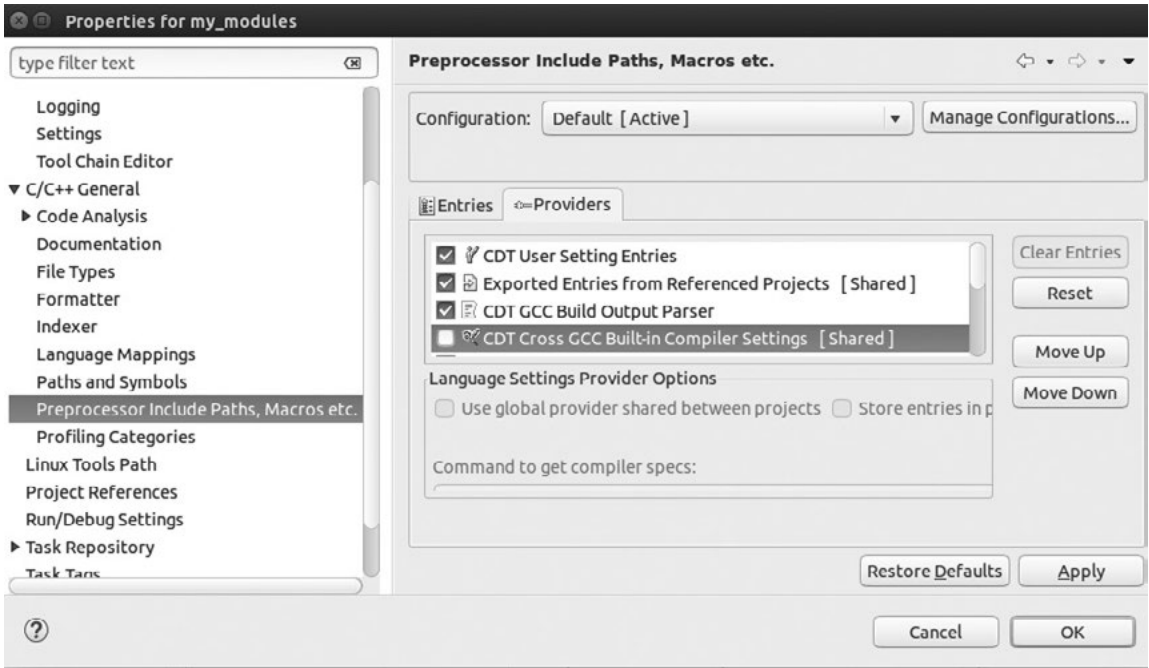 Properties for my_modules
type filter text
Logging
Settings
Tool Chain Editor
C/C++ General
Code Analysis
Documentation
File Types
Formatter
Indexer
Language Mappings
Paths and Symbols
Preprocessor Include Paths, Macros etc.
Profiling Categories
Linux Tools Path
Project References
Run/Debug Settings
Task Repository
Task Tags
Preprocessor Include Paths, Macros etc.
Configuration: Default [ Active ] Manage Configurations...
Entries Providers
CDT User Setting Entries
Exported Entries from Referenced Projects [ Shared ]
CDT GCC Build Output Parser
CDT Cross GCC Built-in Compiler Settings [ Shared ]
Clear Entries
Reset
Move Up
Move Down
Language Settings Provider Options
Use global provider shared between projects Store entries in p
Command to get compiler specs:
Restore Defaults Apply
Cancel OK